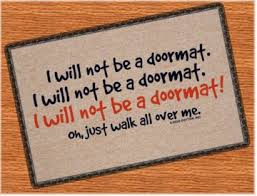 I will not be a doormat.
I will not be a doormat.
I will not be a doormat!
Oh, just walk all over me.